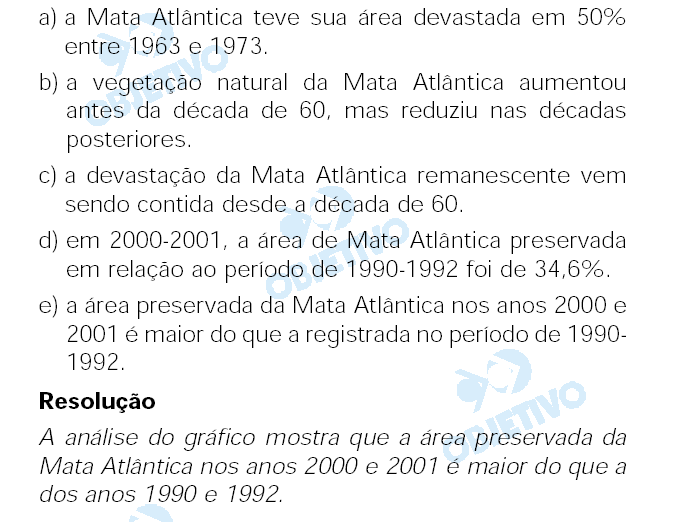 a) a Mata Atlântica teve sua área devastada em 50%
entre 1963 e 1973.
b) a vegetação natural da Mata Atlântica aumentou
antes da década de 60, mas reduziu nas décadas
posteriores.
c) a devastação da Mata Atlântica remanescente vem
sendo contida desde a década de 60.
d) em 2000-2001, a área de Mata Atlântica preservada
em relação ao período de 1990-1992 foi de 34,6%.
e) a área preservada da Mata Atlântica nos anos 2000 e
2001 é maior do que a registrada no período de 1990-
1992.
Resolução
A análise do gráfico mostra que a área preservada da
Mata Atlântica nos anos 2000 e 2001 é maior do que a
dos anos 1990 e 1992.
OBJETIVO
OBJETIVO
OBJETIVO